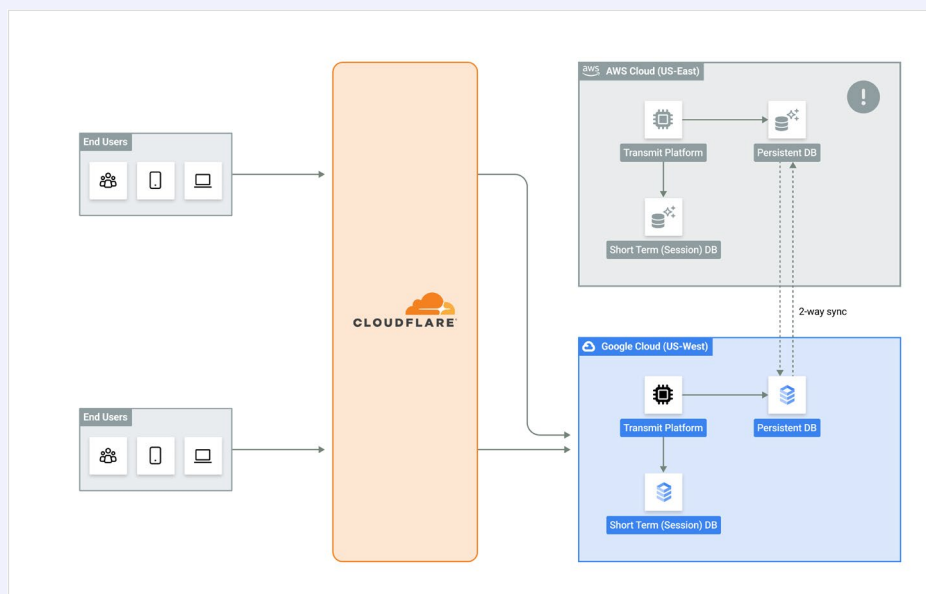 End Users
CLOUDFLARE
End Users
aws AWS Cloud (US-East)
!
Transmit Platform
Persistent DB
Short Term (Session) DB
2-way sync
Google Cloud (US-West)
Transmit Platform
Persistent DB
Short Term (Session) DB